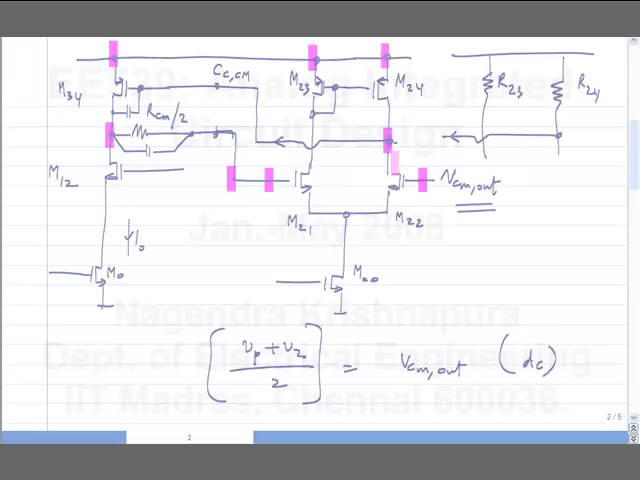 EE539: Analog Integrated
Circuit Design
Jan.-May 2008
Nagendra Krishnapura
Dept. of Electrical Engineering
IIT Madras, Chennai 600036.
M34
Cc,cM
M23
M24
R23
R24
Rcm/2
M12
Vcm,out
M21
M22
I0
M0
M20
vp + v2
2
= Vcm,out (dc)
2 / 5
2